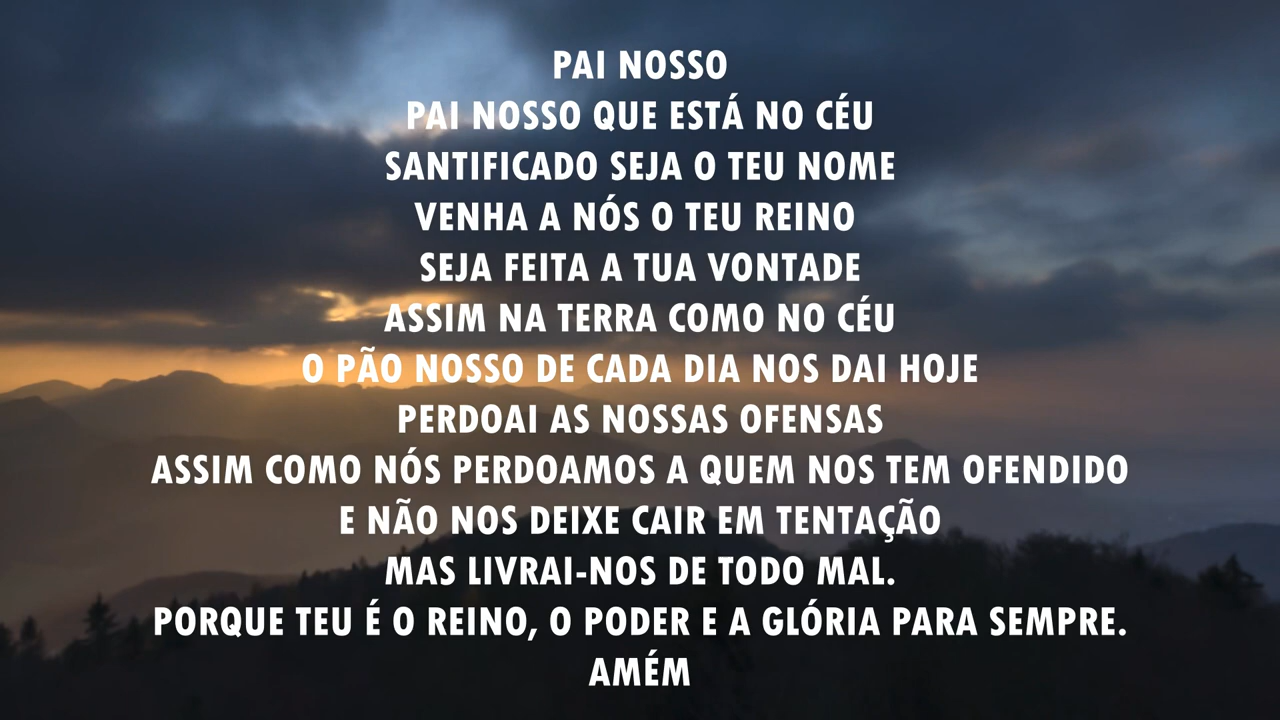 PAI NOSSO
PAI NOSSO QUE ESTÁ NO CÉU
SANTIFICADO SEJA O TEU NOME
VENHA A NÓS O TEU REINO
SEJA FEITA A TUA VONTADE
ASSIM NA TERRA COMO NO CÉU
O PÃO NOSSO DE CADA DIA NOS DAI HOJE
PERDOAI AS NOSSAS OFENSAS
ASSIM COMO NÓS PERDOAMOS A QUEM NOS TEM OFENDIDO
E NÃO NOS DEIXE CAIR EM TENTAÇÃO
MAS LIVRAI-NOS DE TODO MAL.
PORQUE TEU É O REINO, O PODER E A GLÓRIA PARA SEMPRE.
AMÉM